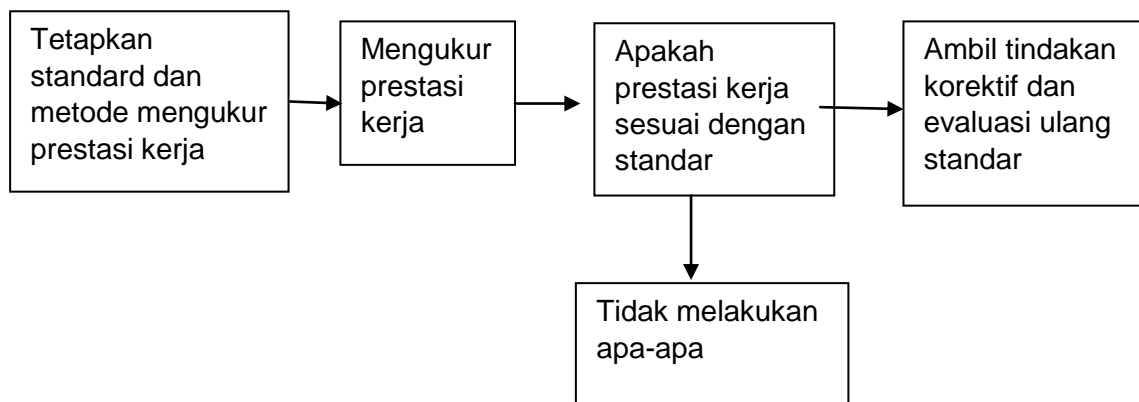 Tetapkan
standard dan
metode mengukur
prestasi kerja
Mengukur
prestasi
kerja
Apakah
prestasi kerja
sesuai dengan
standar
Ambil tindakan
korektif dan
evaluasi ulang
standar
Tidak melakukan
apa-apa